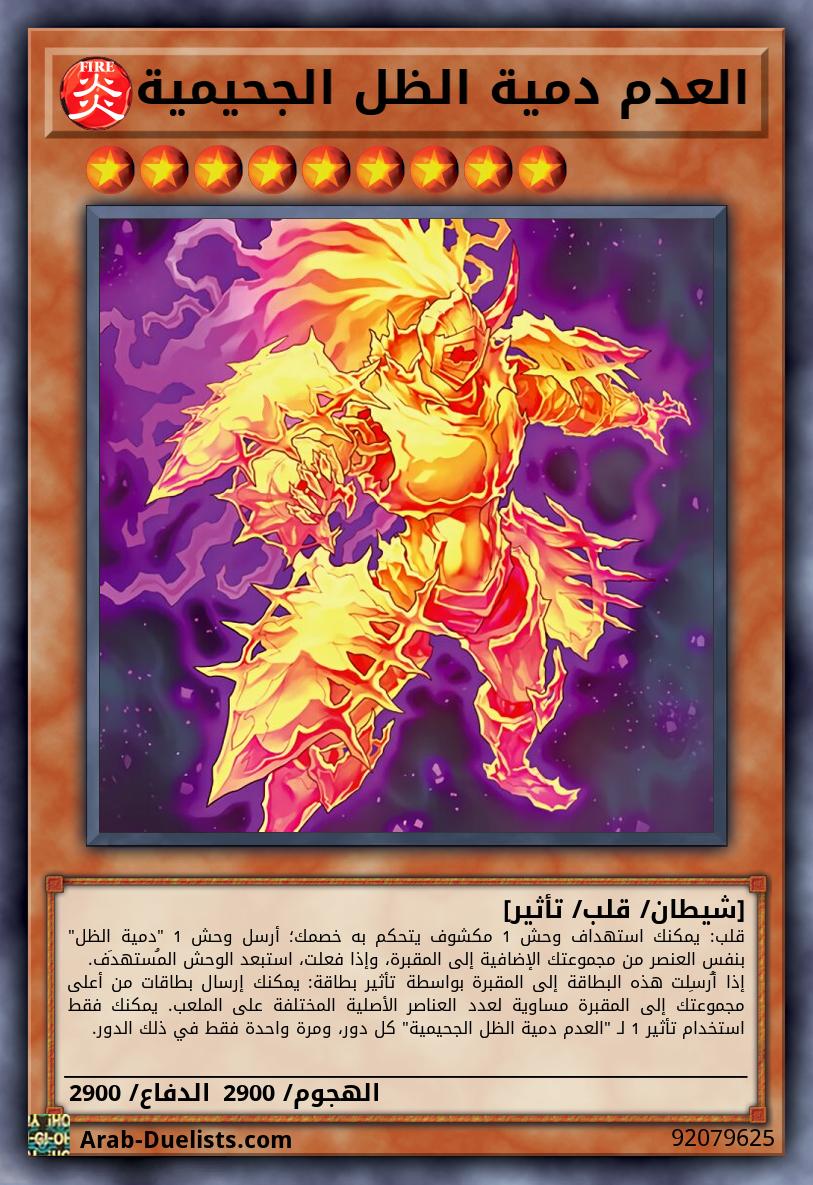 العدم دمية الظل الجحيمية
FIRE
炎
[شيطان/ قلب/ تأثير]
قلب: يمكنك استهداف وحش 1 مكشوف يتحكم به خصمك؛ أرسل وحش 1 "دمية الظل"
بنفس العنصر من مجموعتك الإضافية إلى المقبرة، وإذا فعلت، استبعد الوحش المُستهدَف.
إذا أُرسِلت هذه البطاقة إلى المقبرة بواسطة تأثير بطاقة: يمكنك إرسال بطاقات من أعلى
مجموعتك إلى المقبرة مساوية لعدد العناصر الأصلية المختلفة على الملعب. يمكنك فقط
استخدام تأثير 1 لـ "العدم دمية الظل الجحيمية" كل دور، ومرة واحدة فقط في ذلك الدور.
الهجوم/ 2900 الدفاع/ 2900
Arab-Duelists.com
92079625